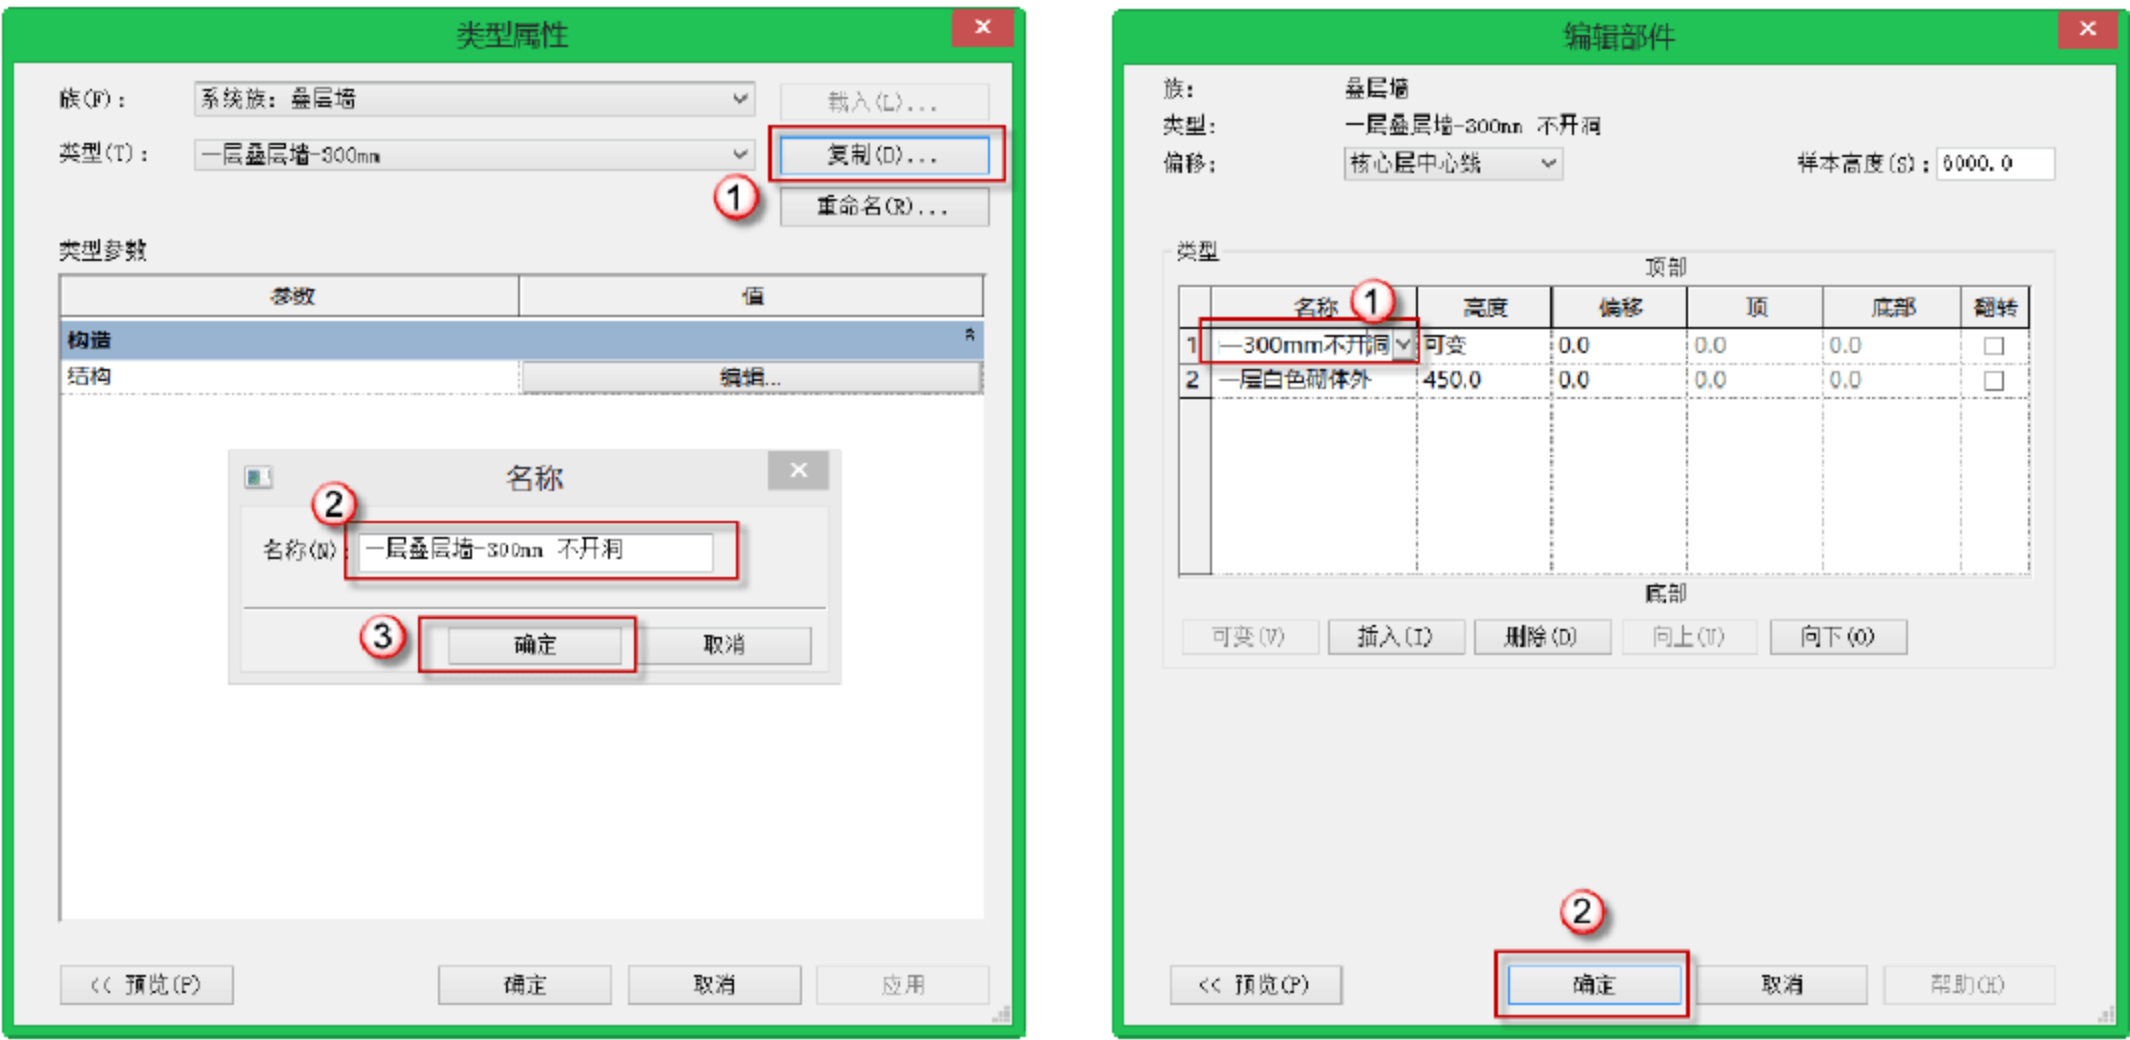 类型属性
族(F)：
系统族：叠层墙
载入(L)...
类型(T)：
一层叠层墙-300mm
复制(D)...
①
重命名(R)...
类型参数
参数
值
构造
结构
编辑...
名称
②
名称(N)：
一层叠层墙-300mm 不开洞
③
确定
取消
<< 预览(P)
确定
取消
应用
编辑部件
族：
叠层墙
类型：
一层叠层墙-300mm 不开洞
偏移：
核心层中心线
样本高度(S)：
6000.0
类型
顶部
①
名称 高度 偏移 顶 底部 翻转
1 —300mm不开洞 可变 0.0 0.0 0.0
2 一层白色砌体外 450.0 0.0 0.0 0.0
底部
可变(V)
插入(I)
删除(D)
向上(U)
向下(O)
②
<< 预览(P)
确定
取消
帮助(H)